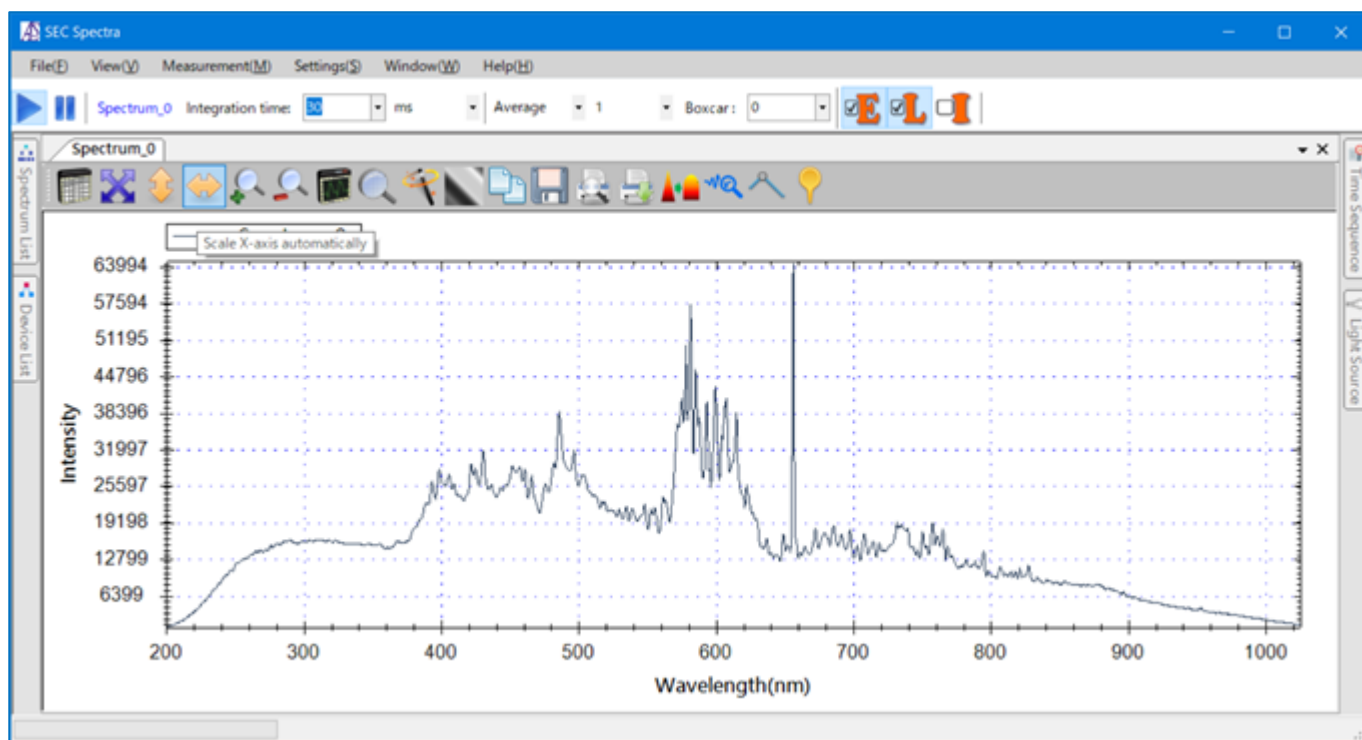 SEC Spectra
File(F) View(V) Measurement(M) Settings(S) Window(W) Help(H)
Spectrum_0 Integration time: 30 ms Average 1 Boxcar: 0 E L I
Spectrum_0
Spectrum List
Device List
Time Sequence
Light Source
Scale X-axis automatically
63994
57594
51195
44796
38396
31997
25597
19198
12799
6399
Intensity
200 300 400 500 600 700 800 900 1000
Wavelength(nm)